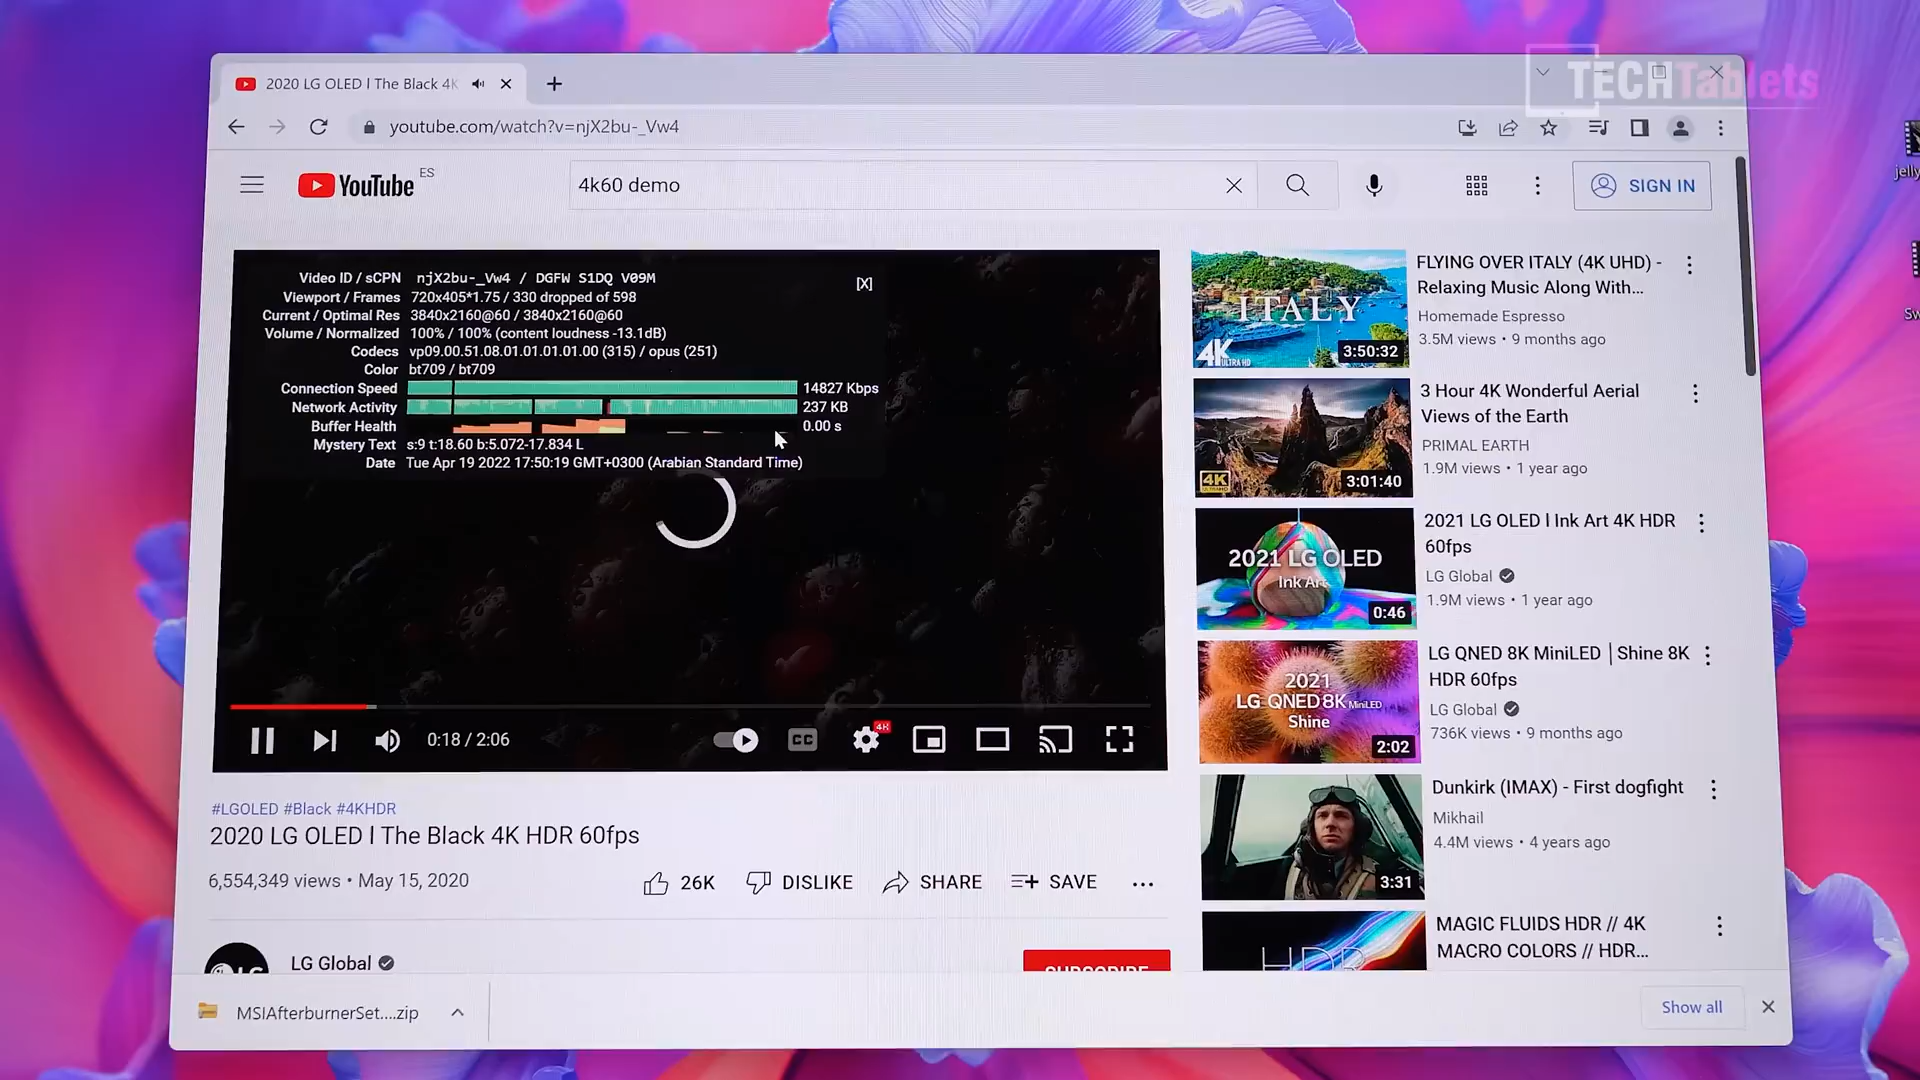 TECHTablets
2020 LG OLED l The Black 4K
youtube.com/watch?v=njX2bu-_Vw4
YouTube ES
4k60 demo
SIGN IN
Video ID / sCPN njX2bu-_Vw4 / DGFW S1DQ V09M
[X]
Viewport / Frames 720x405*1.75 / 330 dropped of 598
Current / Optimal Res 3840x2160@60 / 3840x2160@60
Volume / Normalized 100% / 100% (content loudness -13.1dB)
Codecs vp09.00.51.08.01.01.01.01.00 (315) / opus (251)
Color bt709 / bt709
Connection Speed 14827 Kbps
Network Activity 237 KB
Buffer Health 0.00 s
Mystery Text s:9 t:18.60 b:5.072-17.834 L
Date Tue Apr 19 2022 17:50:19 GMT+0300 (Arabian Standard Time)
0:18 / 2:06
CC
4K
#LGOLED #Black #4KHDR
2020 LG OLED l The Black 4K HDR 60fps
6,554,349 views • May 15, 2020
26K
DISLIKE
SHARE
SAVE
LG Global
SUBSCRIBE
ITALY
4K
ULTRA HD
3:50:32
FLYING OVER ITALY (4K UHD) -
Relaxing Music Along With...
Homemade Espresso
3.5M views • 9 months ago
4K
3:01:40
3 Hour 4K Wonderful Aerial
Views of the Earth
PRIMAL EARTH
1.9M views • 1 year ago
2021 LG OLED
Ink Art
0:46
2021 LG OLED l Ink Art 4K HDR
60fps
LG Global
1.9M views • 1 year ago
2021
LG QNED 8K MiniLED
Shine
2:02
LG QNED 8K MiniLED | Shine 8K
HDR 60fps
LG Global
736K views • 9 months ago
3:31
Dunkirk (IMAX) - First dogfight
Mikhail
4.4M views • 4 years ago
HDR
MAGIC FLUIDS HDR // 4K
MACRO COLORS // HDR...
MSIAfterburnerSet....zip
Show all
jelly
Sw